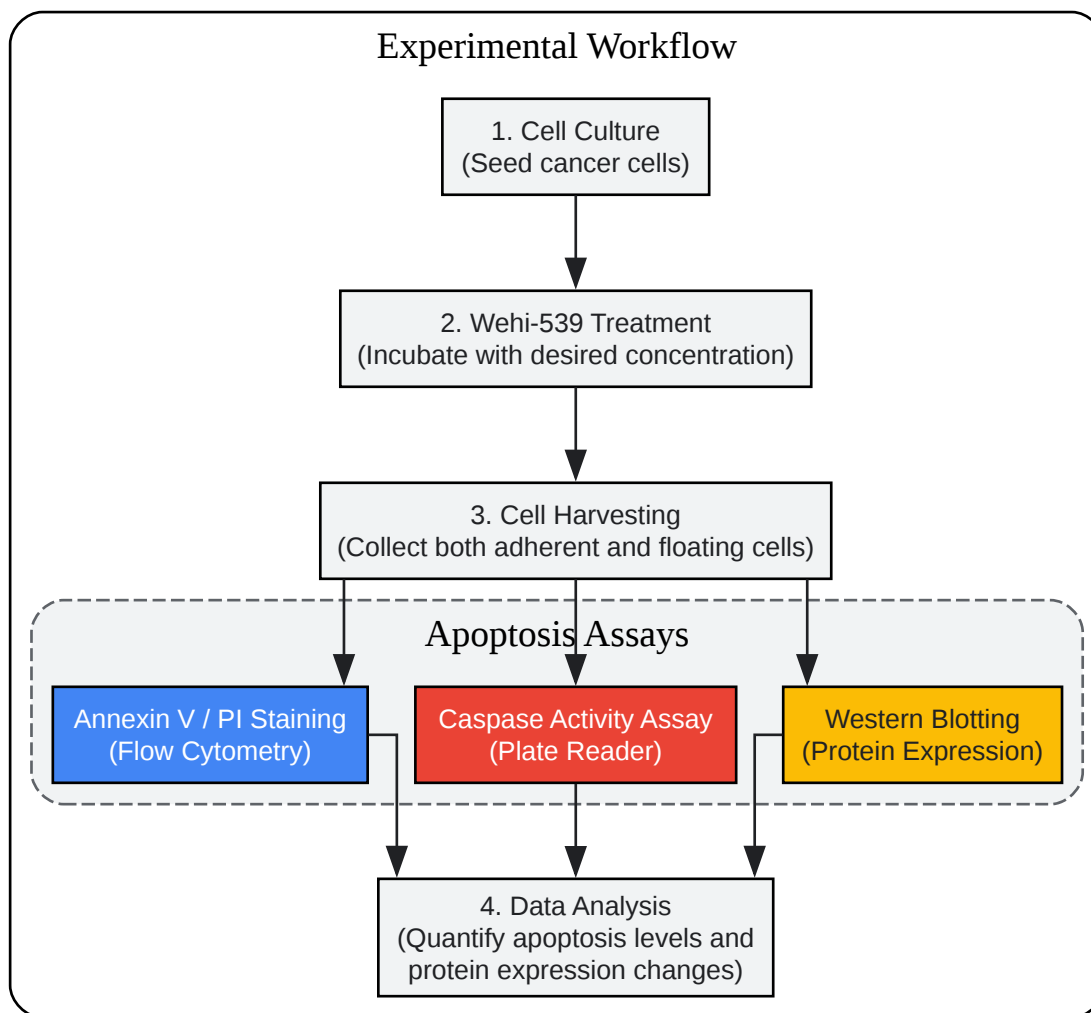 Experimental Workflow
1. Cell Culture
(Seed cancer cells)
2. Wehi-539 Treatment
(Incubate with desired concentration)
3. Cell Harvesting
(Collect both adherent and floating cells)
Apoptosis Assays
Annexin V / PI Staining
(Flow Cytometry)
Caspase Activity Assay
(Plate Reader)
Western Blotting
(Protein Expression)
4. Data Analysis
(Quantify apoptosis levels and
protein expression changes)